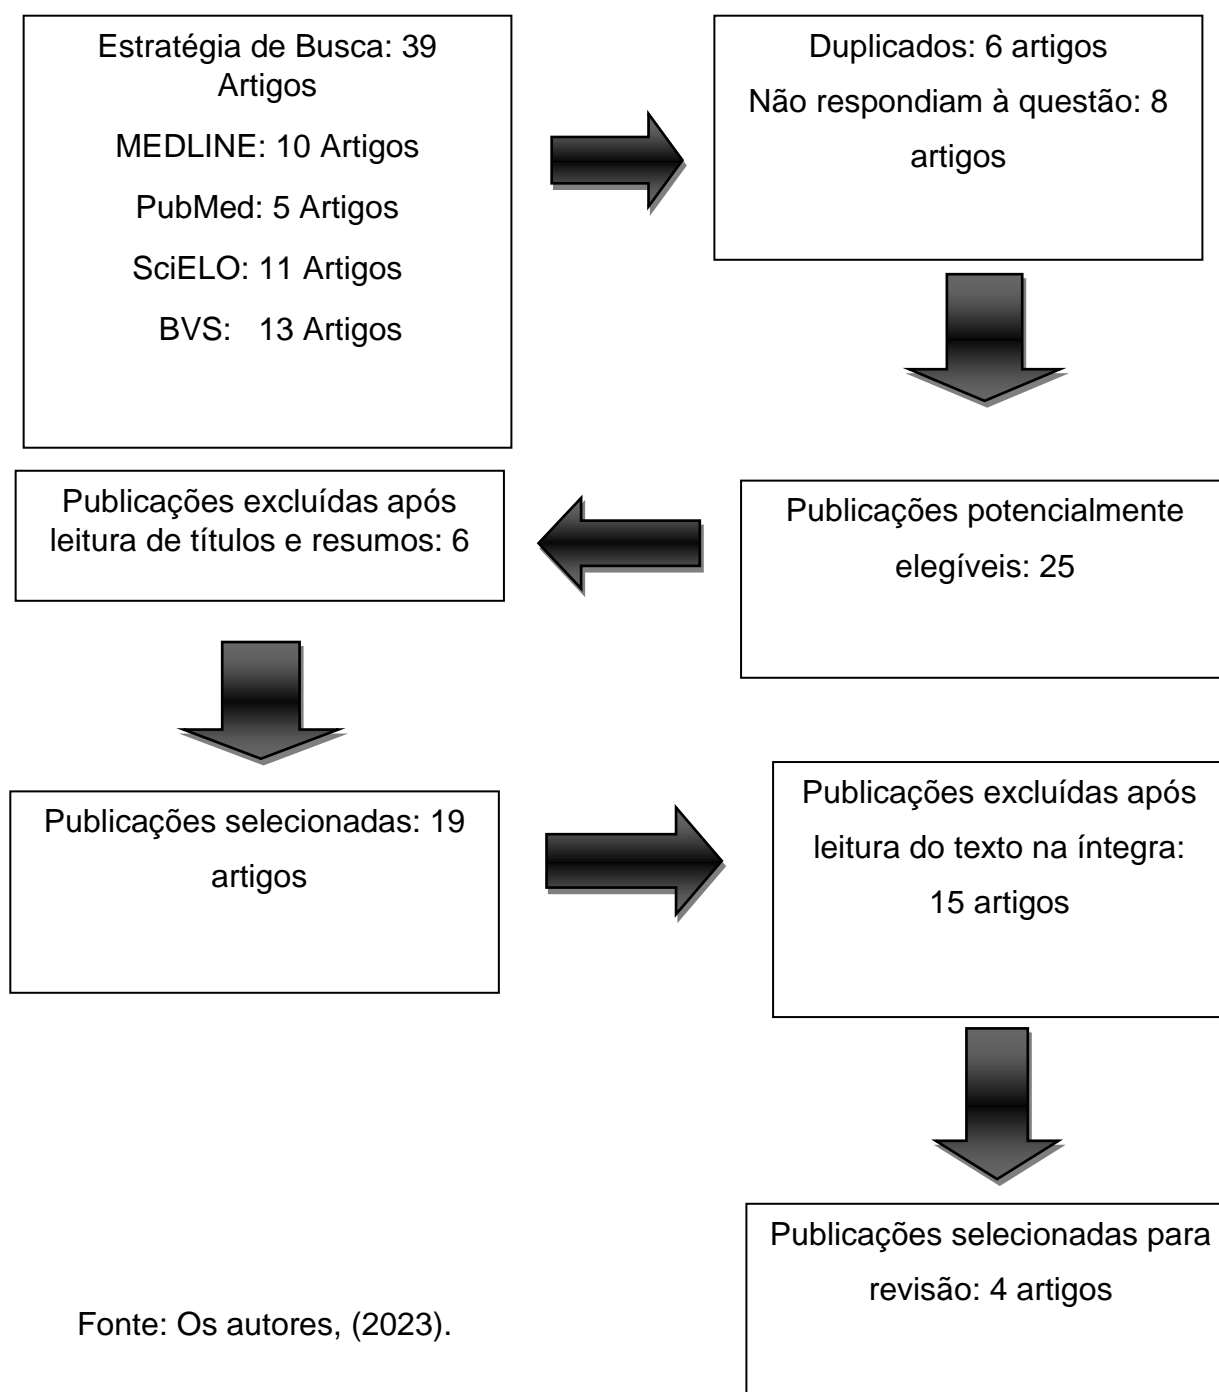 Estratégia de Busca: 39
Artigos
MEDLINE: 10 Artigos
PubMed: 5 Artigos
SciELO: 11 Artigos
BVS: 13 Artigos
Duplicados: 6 artigos
Não respondiam à questão: 8
artigos
Publicações potencialmente
elegíveis: 25
Publicações excluídas após
leitura de títulos e resumos: 6
Publicações selecionadas: 19
artigos
Publicações excluídas após
leitura do texto na íntegra:
15 artigos
Publicações selecionadas para
revisão: 4 artigos
Fonte: Os autores, (2023).